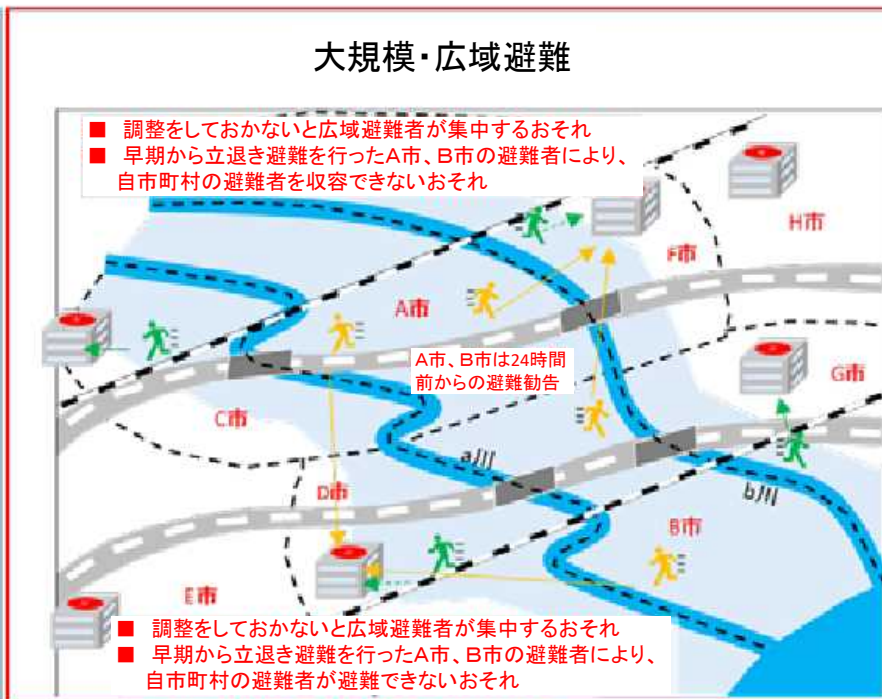 大規模・広域避難
■ 調整をしておかないと広域避難者が集中するおそれ
■ 早期から立退き避難を行ったA市、B市の避難者により、
自市町村の避難者を収容できないおそれ
H市
F市
A市
A市、B市は24時間
前からの避難勧告
G市
C市
a川
D市
b川
B市
E市
■ 調整をしておかないと広域避難者が集中するおそれ
■ 早期から立退き避難を行ったA市、B市の避難者により、
自市町村の避難者が避難できないおそれ